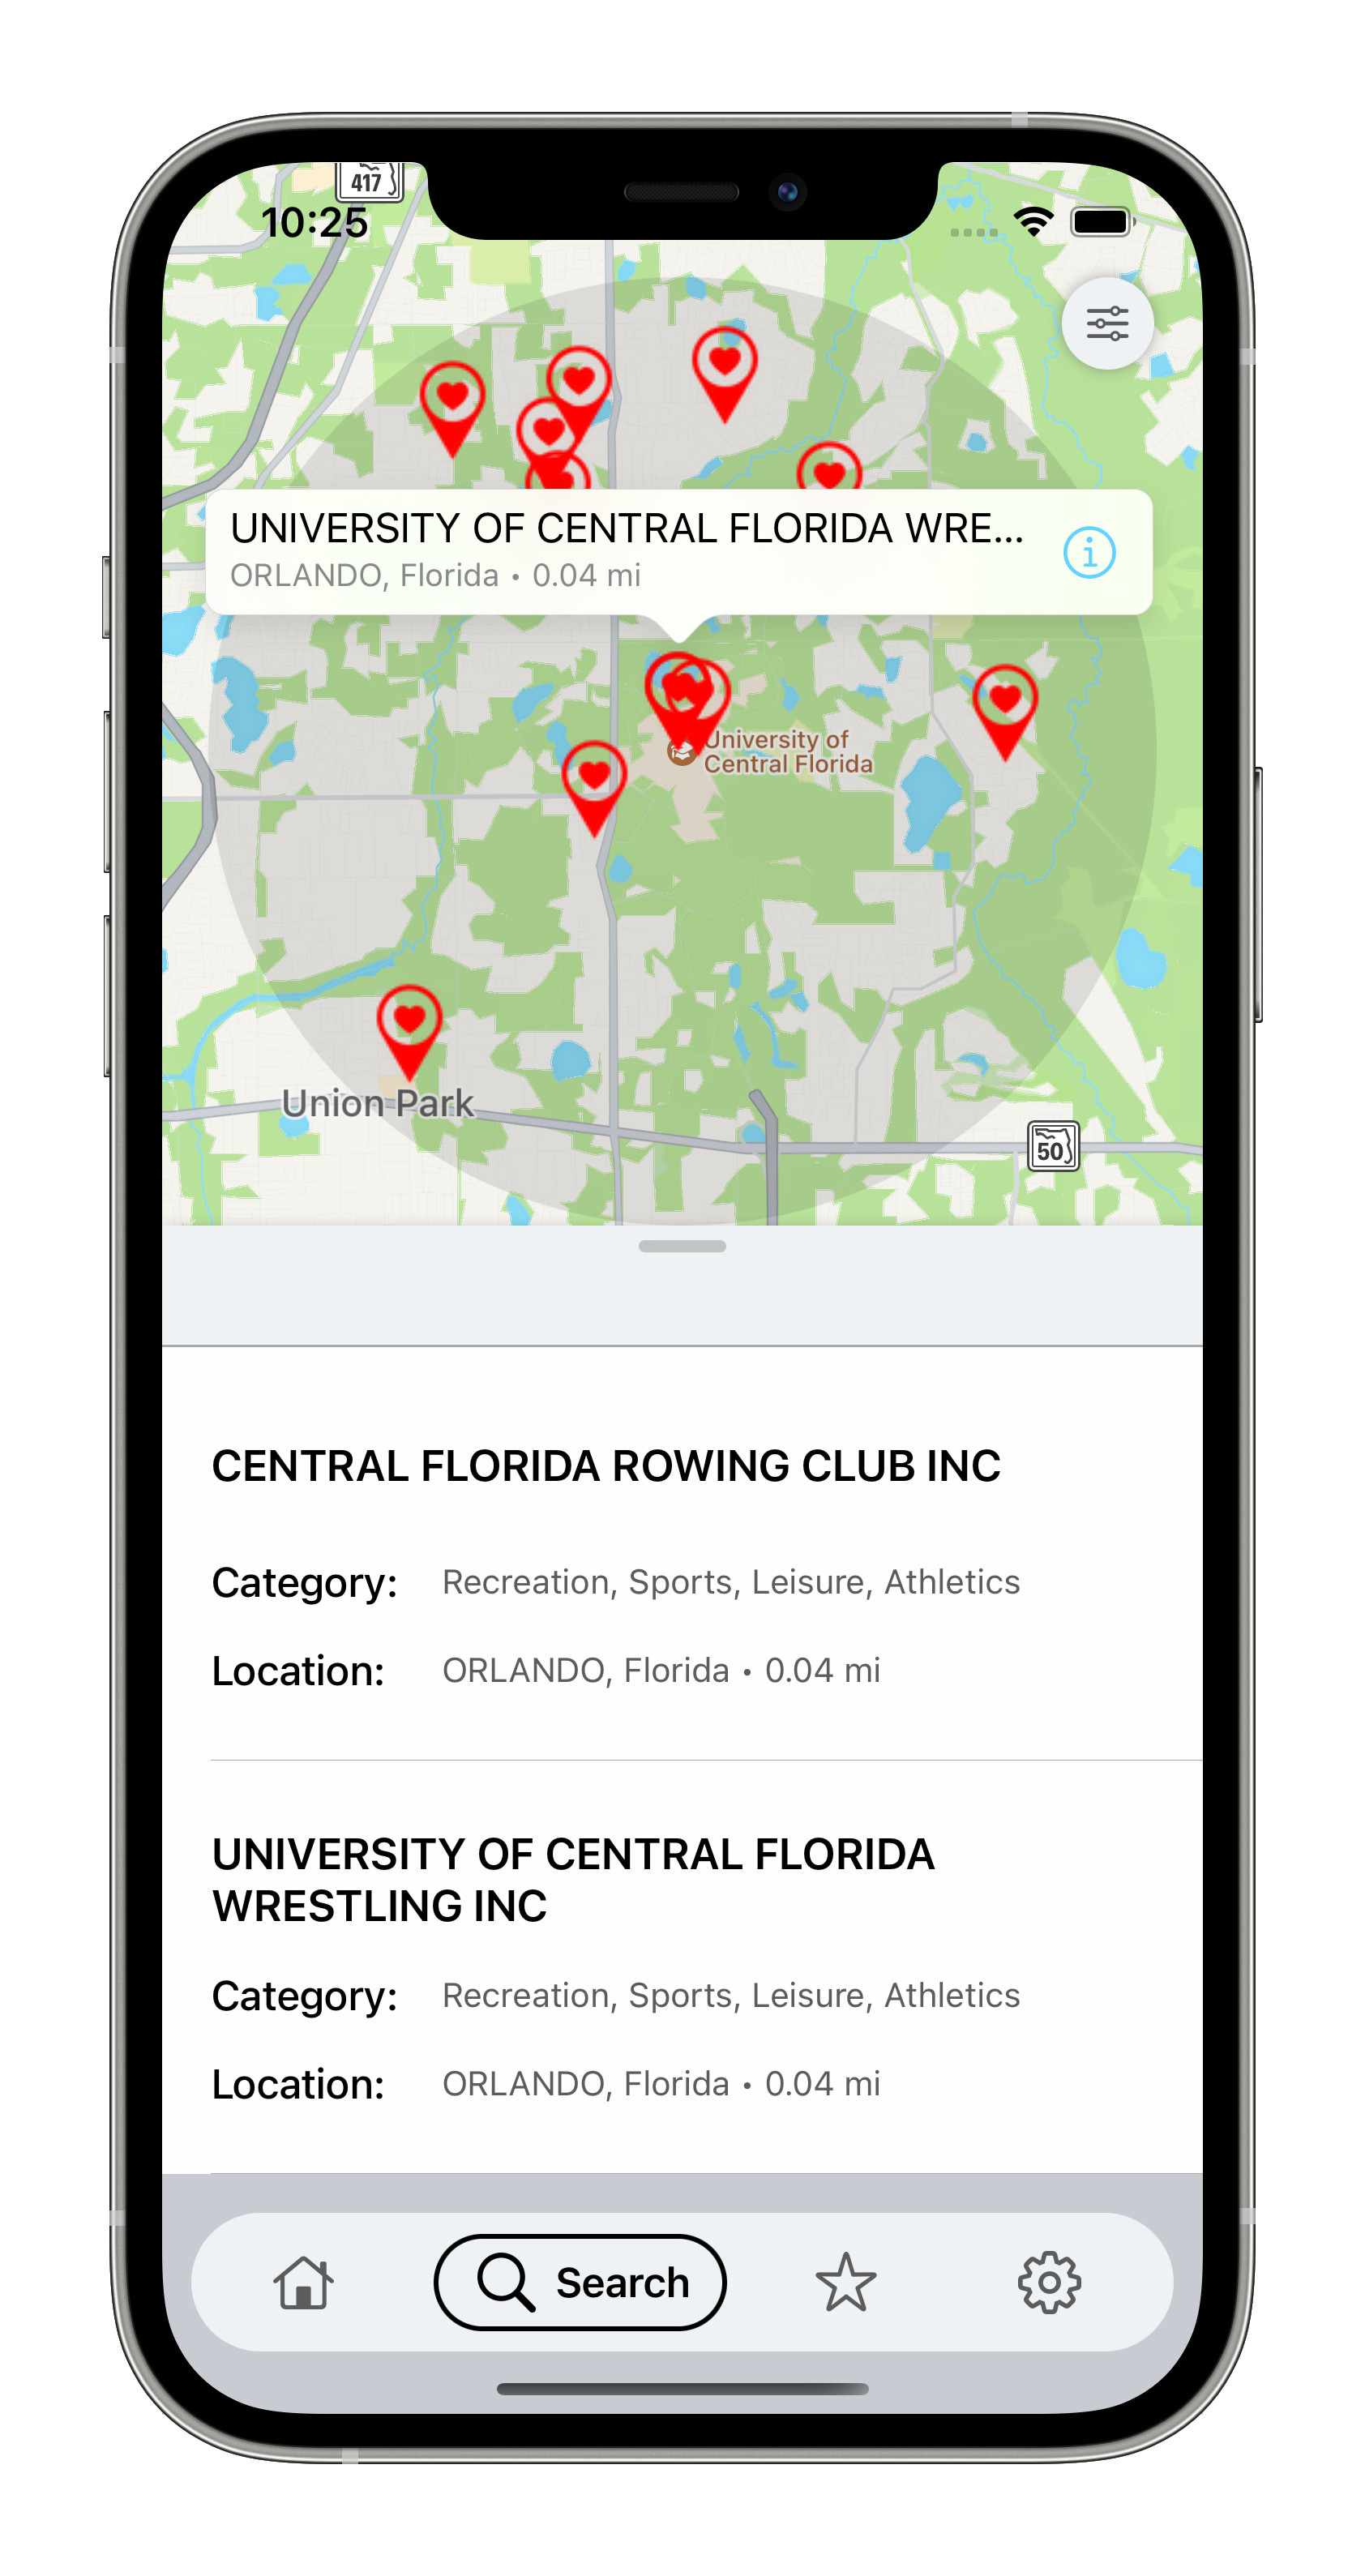 417
10:25
UNIVERSITY OF CENTRAL FLORIDA WRE...
ORLANDO, Florida • 0.04 mi
University of
Central Florida
Union Park
50
CENTRAL FLORIDA ROWING CLUB INC
Category: Recreation, Sports, Leisure, Athletics
Location: ORLANDO, Florida • 0.04 mi
UNIVERSITY OF CENTRAL FLORIDA
WRESTLING INC
Category: Recreation, Sports, Leisure, Athletics
Location: ORLANDO, Florida • 0.04 mi
Search